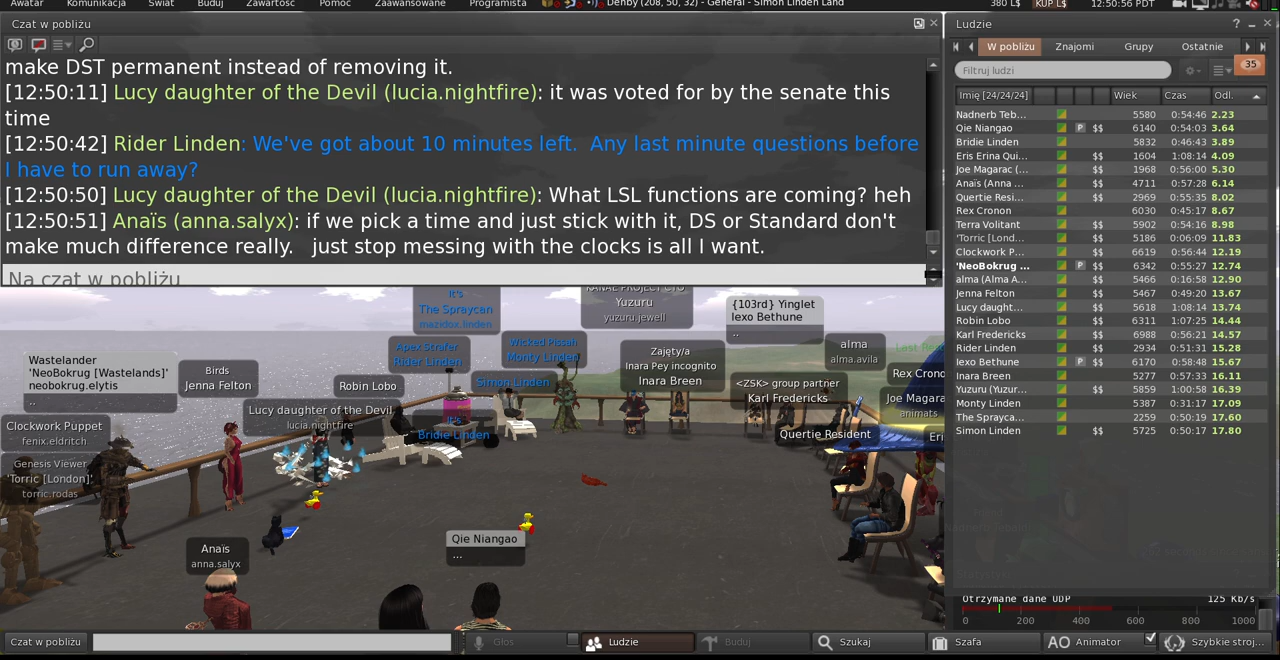 Awatar Komunikacja Świat Buduj Zawartość Pomoc Zaawansowane Programista Denby (208, 50, 32) - General - Simon Linden Land 380 L$ KUP L$ 12:50:56 PDT
Czat w pobliżu
make DST permanent instead of removing it.
[12:50:11] Lucy daughter of the Devil (lucia.nightfire): it was voted for by the senate this
time
[12:50:42] Rider Linden: We've got about 10 minutes left.  Any last minute questions before
I have to run away?
[12:50:50] Lucy daughter of the Devil (lucia.nightfire): What LSL functions are coming? heh
[12:50:51] Anaïs (anna.salyx): if we pick a time and just stick with it, DS or Standard don't
make much difference really.   just stop messing with the clocks is all I want.
Na czat w pobliżu
Ludzie
W pobliżu Znajomi Grupy Ostatnie
35
Filtruj ludzi
Imię [24/24/24] Wiek Czas Odl.
Nadnerb Teb... 5580 0:54:46 2.23
Qie Niangao P $$ 6140 0:54:03 3.64
Bridie Linden 5832 0:46:43 3.89
Eris Erina Qui... $$ 1604 1:08:14 4.09
Joe Magarac (... $$ 1968 0:56:00 5.30
Anaïs (Anna ... $$ 4711 0:57:28 6.14
Quertie Resi... $$ 2969 0:55:35 8.02
Rex Cronon 6030 0:45:17 8.67
Terra Volitant $$ 5902 0:54:16 8.98
'Torric [Lond... $$ 5186 0:06:09 11.83
Clockwork P... $$ 6619 0:56:44 12.19
'NeoBokrug ... P $$ 6342 0:55:27 12.74
alma (Alma A... $$ 5466 0:16:58 12.90
Jenna Felton $$ 5467 0:49:20 13.67
Lucy daught... $$ 5618 1:08:14 13.74
Robin Lobo $$ 6311 1:07:25 14.44
Karl Fredericks $$ 6988 0:56:21 14.57
Rider Linden $$ 2934 0:51:31 15.28
Iexo Bethune P $$ 6170 0:58:48 15.67
Inara Breen 5277 0:57:33 16.11
Yuzuru (Yuzur... $$ 5859 1:00:58 16.39
Monty Linden 5387 0:31:17 17.09
The Sprayca... 2259 0:50:19 17.60
Simon Linden $$ 5725 0:50:17 17.80
It's
The Spraycan
mazidox.linden
Yuzuru
yuzuru.jewell
{103rd} Yinglet
Iexo Bethune
..
Apex Strafer
Rider Linden
Wicked Pissah
Monty Linden
Simon Linden
Zajęty/a
Inara Pey incognito
Inara Breen
alma
alma.avila
Rex Crono
Wastelander
'NeoBokrug [Wastelands]'
neobokrug.elytis
..
Birds
Jenna Felton
Robin Lobo
<ZSK> group partner
Karl Fredericks
Joe Magara
animats
Lucy daughter of the Devil
lucia.nightfire
It's
Bridie Linden
Quertie Resident
Eri
Clockwork Puppet
fenix.eldritch
Genesis Viewer
'Torric [London]'
torric.rodas
Qie Niangao
...
Anaïs
anna.salyx
Otrzymane dane UDP 125 Kb/s
0 200 400 600 800 1000
Czat w pobliżu Głos Ludzie Buduj Szukaj Szafa AO Animator Szybkie stroj...